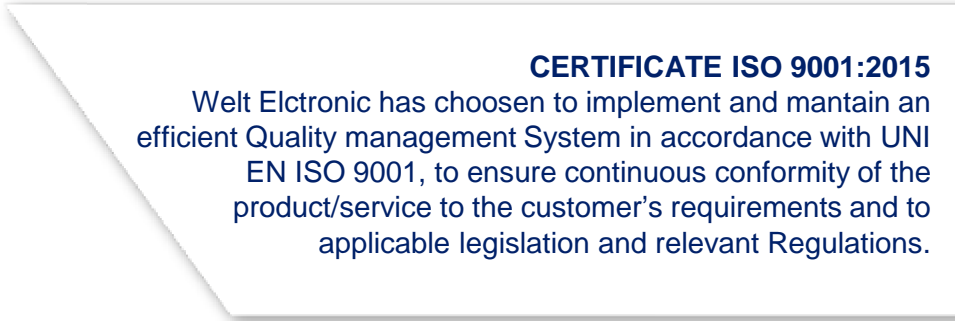 CERTIFICATE ISO 9001:2015
Welt Elctronic has choosen to implement and mantain an
efficient Quality management System in accordance with UNI
EN ISO 9001, to ensure continuous conformity of the
product/service to the customer’s requirements and to
applicable legislation and relevant Regulations.